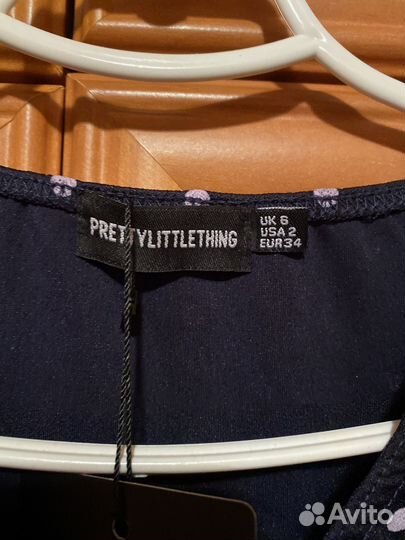 PRETTYLITTLETHING
UK 6
USA 2
EUR 34
Avito